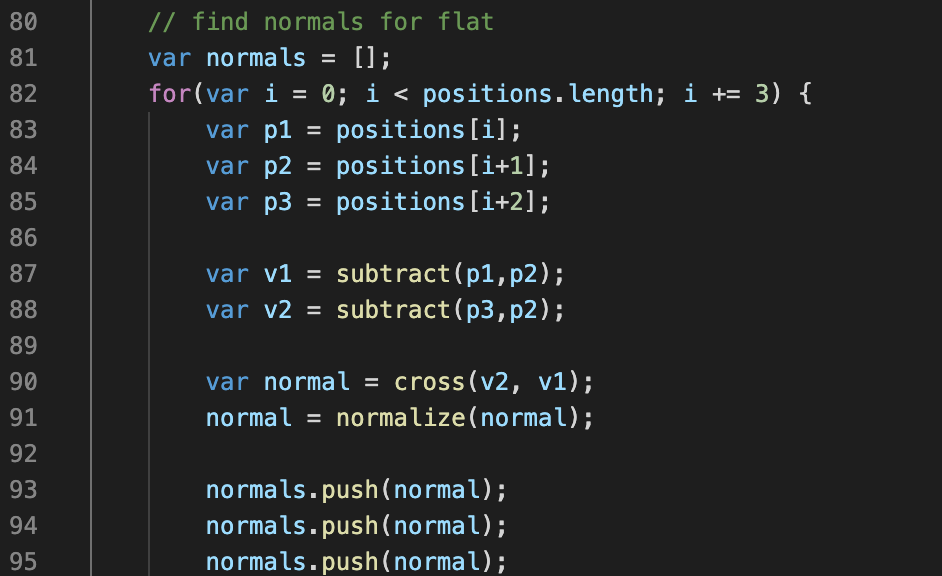 80 // find normals for flat
81 var normals = [];
82 for(var i = 0; i < positions.length; i += 3) {
83 var p1 = positions[i];
84 var p2 = positions[i+1];
85 var p3 = positions[i+2];
86
87 var v1 = subtract(p1,p2);
88 var v2 = subtract(p3,p2);
89
90 var normal = cross(v2, v1);
91 normal = normalize(normal);
92
93 normals.push(normal);
94 normals.push(normal);
95 normals.push(normal);